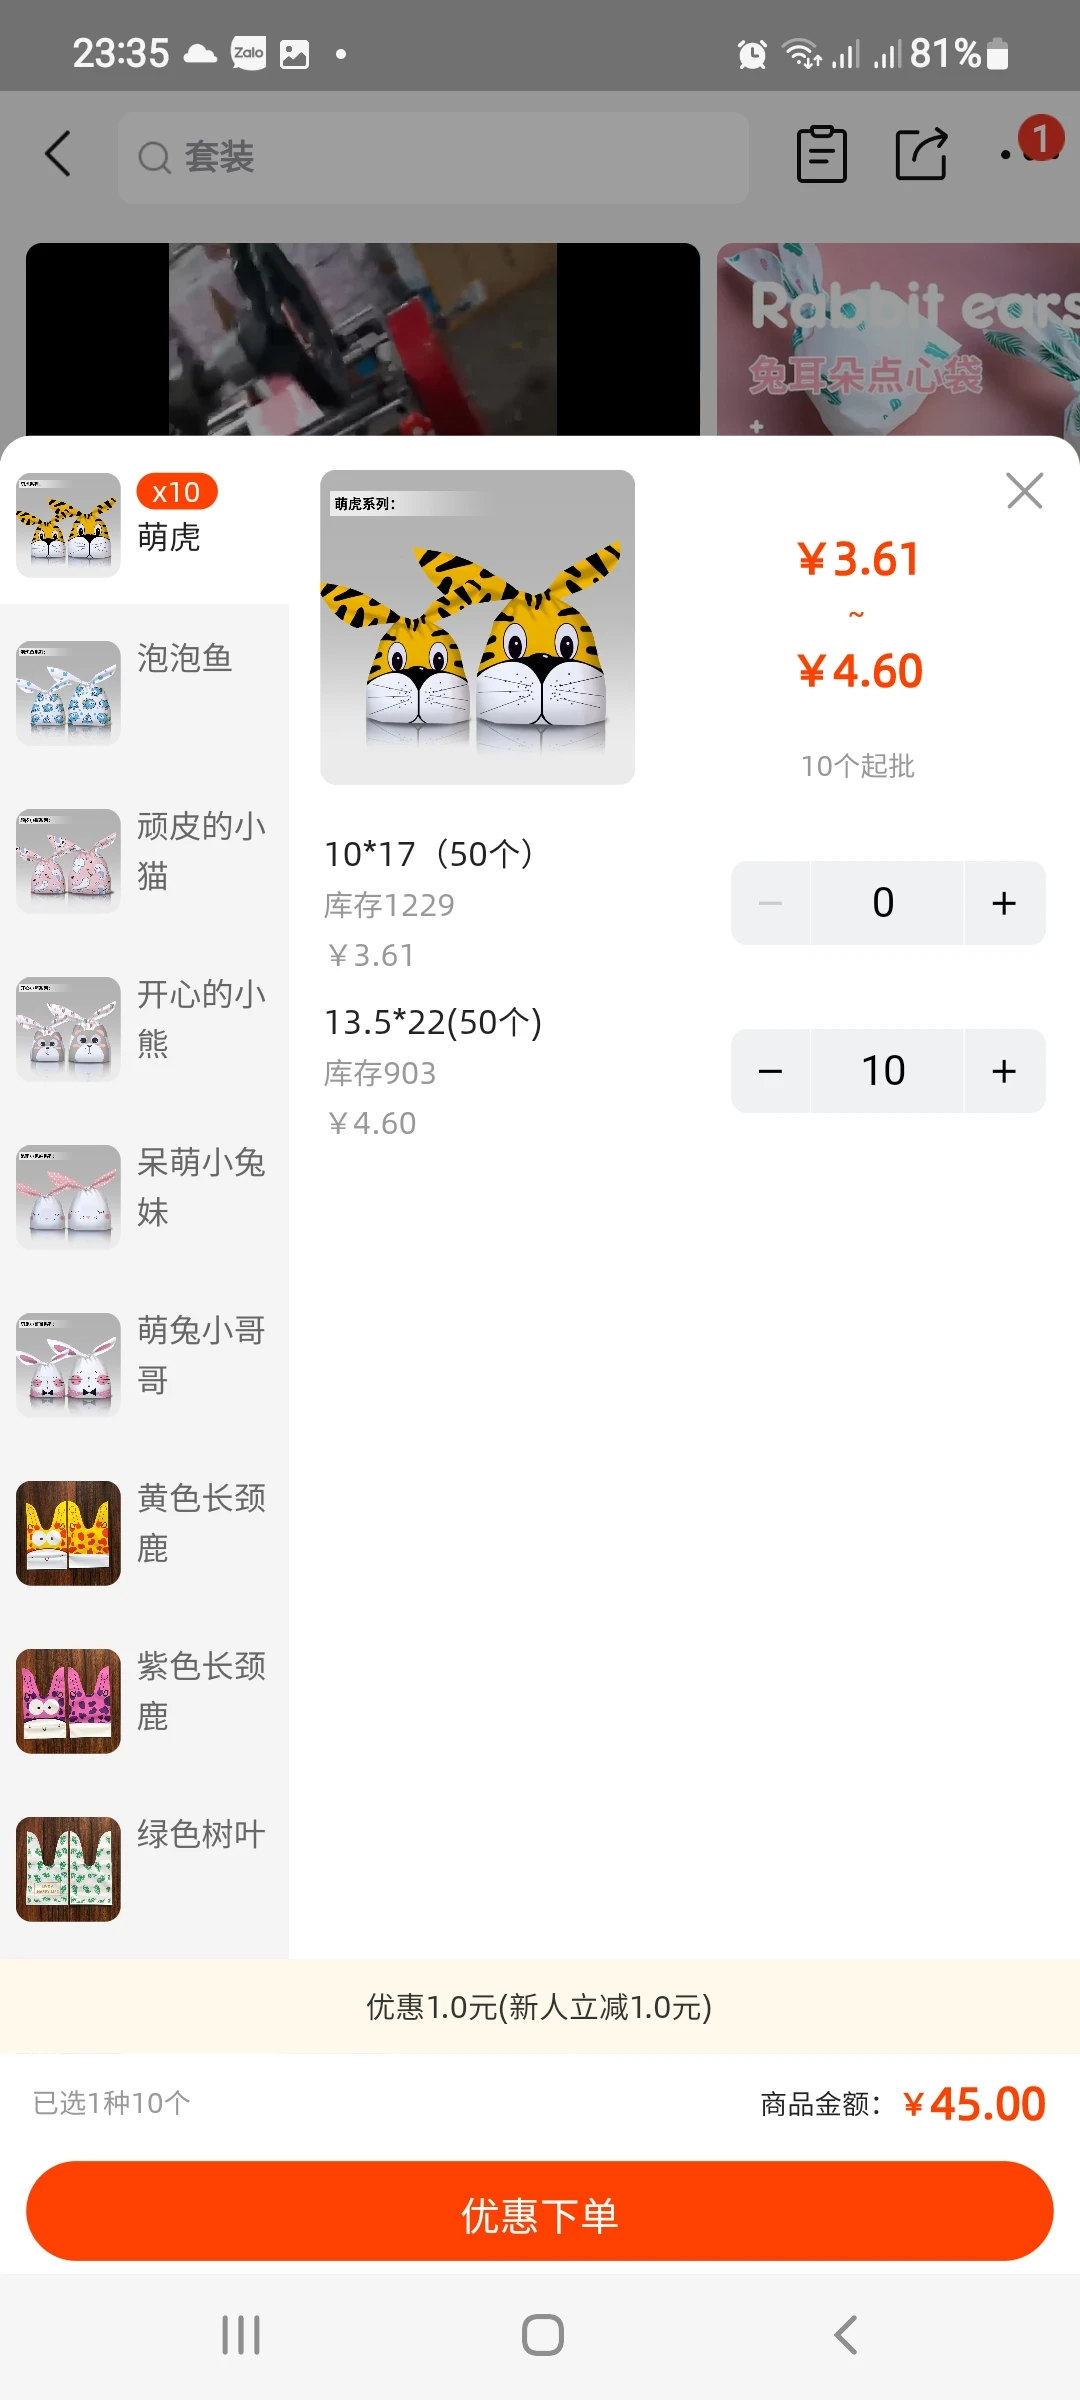 23:35 Zalo 81%
套装
1
Rabbit ears
兔耳朵点心袋
x10
萌虎
萌虎系列：
¥3.61
~
¥4.60
10个起批
泡泡鱼
顽皮的小
猫
开心的小
熊
呆萌小兔
妹
萌兔小哥
哥
黄色长颈
鹿
紫色长颈
鹿
绿色树叶
10*17（50个）
库存1229
¥3.61
0
13.5*22(50个)
库存903
¥4.60
10
优惠1.0元(新人立减1.0元)
已选1种10个
商品金额：¥45.00
优惠下单